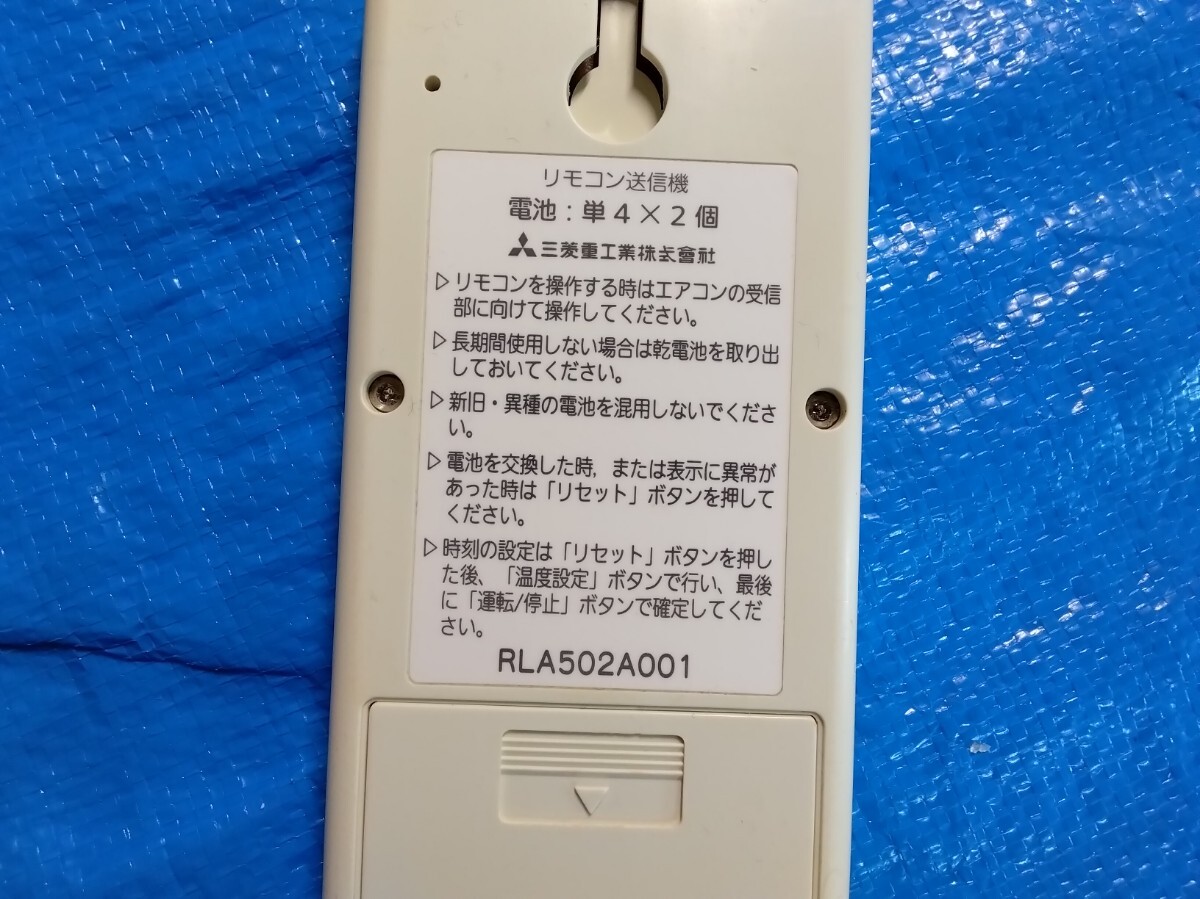 リモコン送信機
電池：単4×2個
三菱重工業株式會社
▷リモコンを操作する時はエアコンの受信
部に向けて操作してください。
▷長期間使用しない場合は乾電池を取り出
しておいてください。
▷新旧・異種の電池を混用しないでくださ
い。
▷電池を交換した時，または表示に異常が
あった時は「リセット」ボタンを押して
ください。
▷時刻の設定は「リセット」ボタンを押し
た後、「温度設定」ボタンで行い、最後
に「運転/停止」ボタンで確定してくだ
さい。
RLA502A001